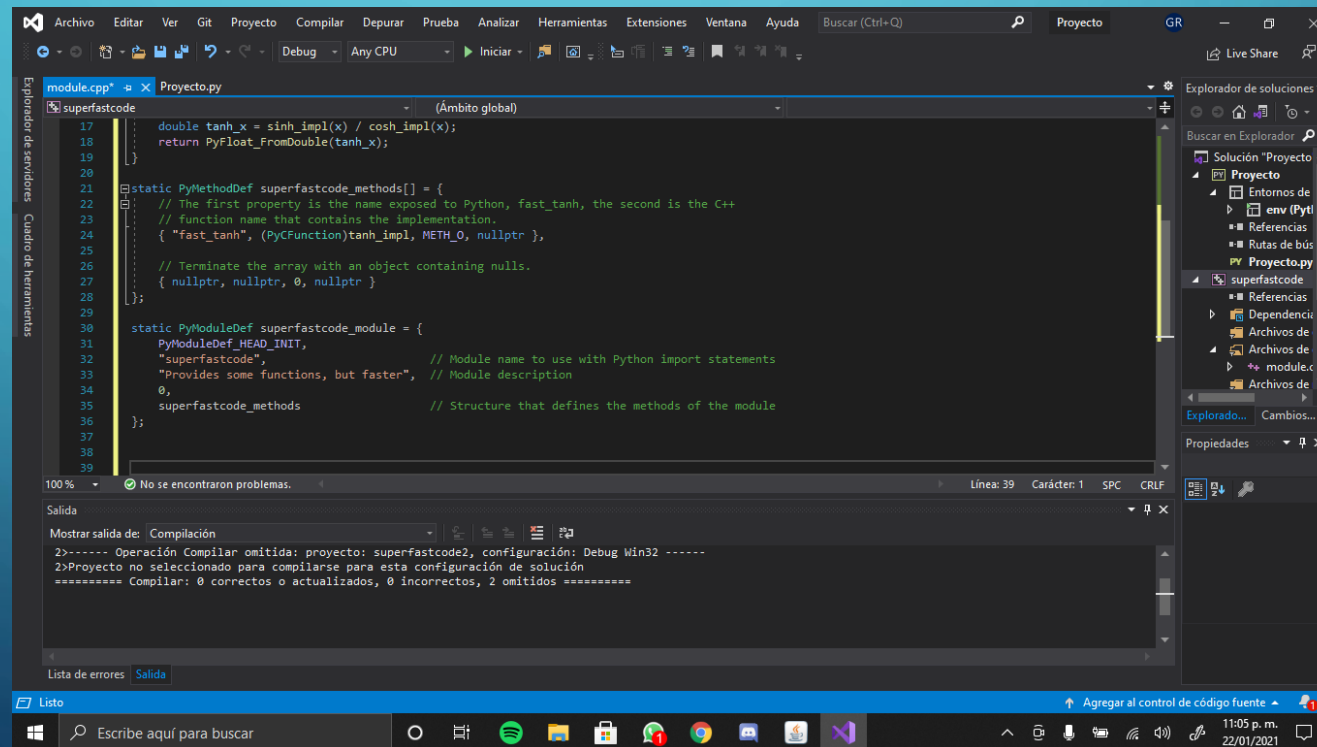 Archivo Editar Ver Git Proyecto Compilar Depurar Prueba Analizar Herramientas Extensiones Ventana Ayuda Buscar (Ctrl+Q) Proyecto GR
Debug Any CPU Iniciar Live Share
Explorador de servidores
Cuadro de herramientas
module.cpp* Proyecto.py
superfastcode (Ámbito global)
17 double tanh_x = sinh_impl(x) / cosh_impl(x);
18 return PyFloat_FromDouble(tanh_x);
19 }
20
21 static PyMethodDef superfastcode_methods[] = {
22 // The first property is the name exposed to Python, fast_tanh, the second is the C++
23 // function name that contains the implementation.
24 { "fast_tanh", (PyCFunction)tanh_impl, METH_O, nullptr },
25
26 // Terminate the array with an object containing nulls.
27 { nullptr, nullptr, 0, nullptr }
28 };
29
30 static PyModuleDef superfastcode_module = {
31 PyModuleDef_HEAD_INIT,
32 "superfastcode", // Module name to use with Python import statements
33 "Provides some functions, but faster", // Module description
34 0,
35 superfastcode_methods // Structure that defines the methods of the module
36 };
37
38
39
100 % No se encontraron problemas. Línea: 39 Carácter: 1 SPC CRLF
Salida
Mostrar salida de: Compilación
2>------ Operación Compilar omitida: proyecto: superfastcode2, configuración: Debug Win32 ------
2>Proyecto no seleccionado para compilarse para esta configuración de solución
========== Compilar: 0 correctos o actualizados, 0 incorrectos, 2 omitidos ==========
Lista de errores Salida
Explorador de soluciones
Buscar en Explorador
Solución "Proyecto
PY Proyecto
Entornos de
env (Pyt
Referencias
Rutas de bús
PY Proyecto.py
superfastcode
Referencias
Dependencia
Archivos de
Archivos de
++ module.c
Archivos de
Explorado... Cambios...
Propiedades
Listo Agregar al control de código fuente 1
Escribe aquí para buscar
11:05 p. m.
22/01/2021